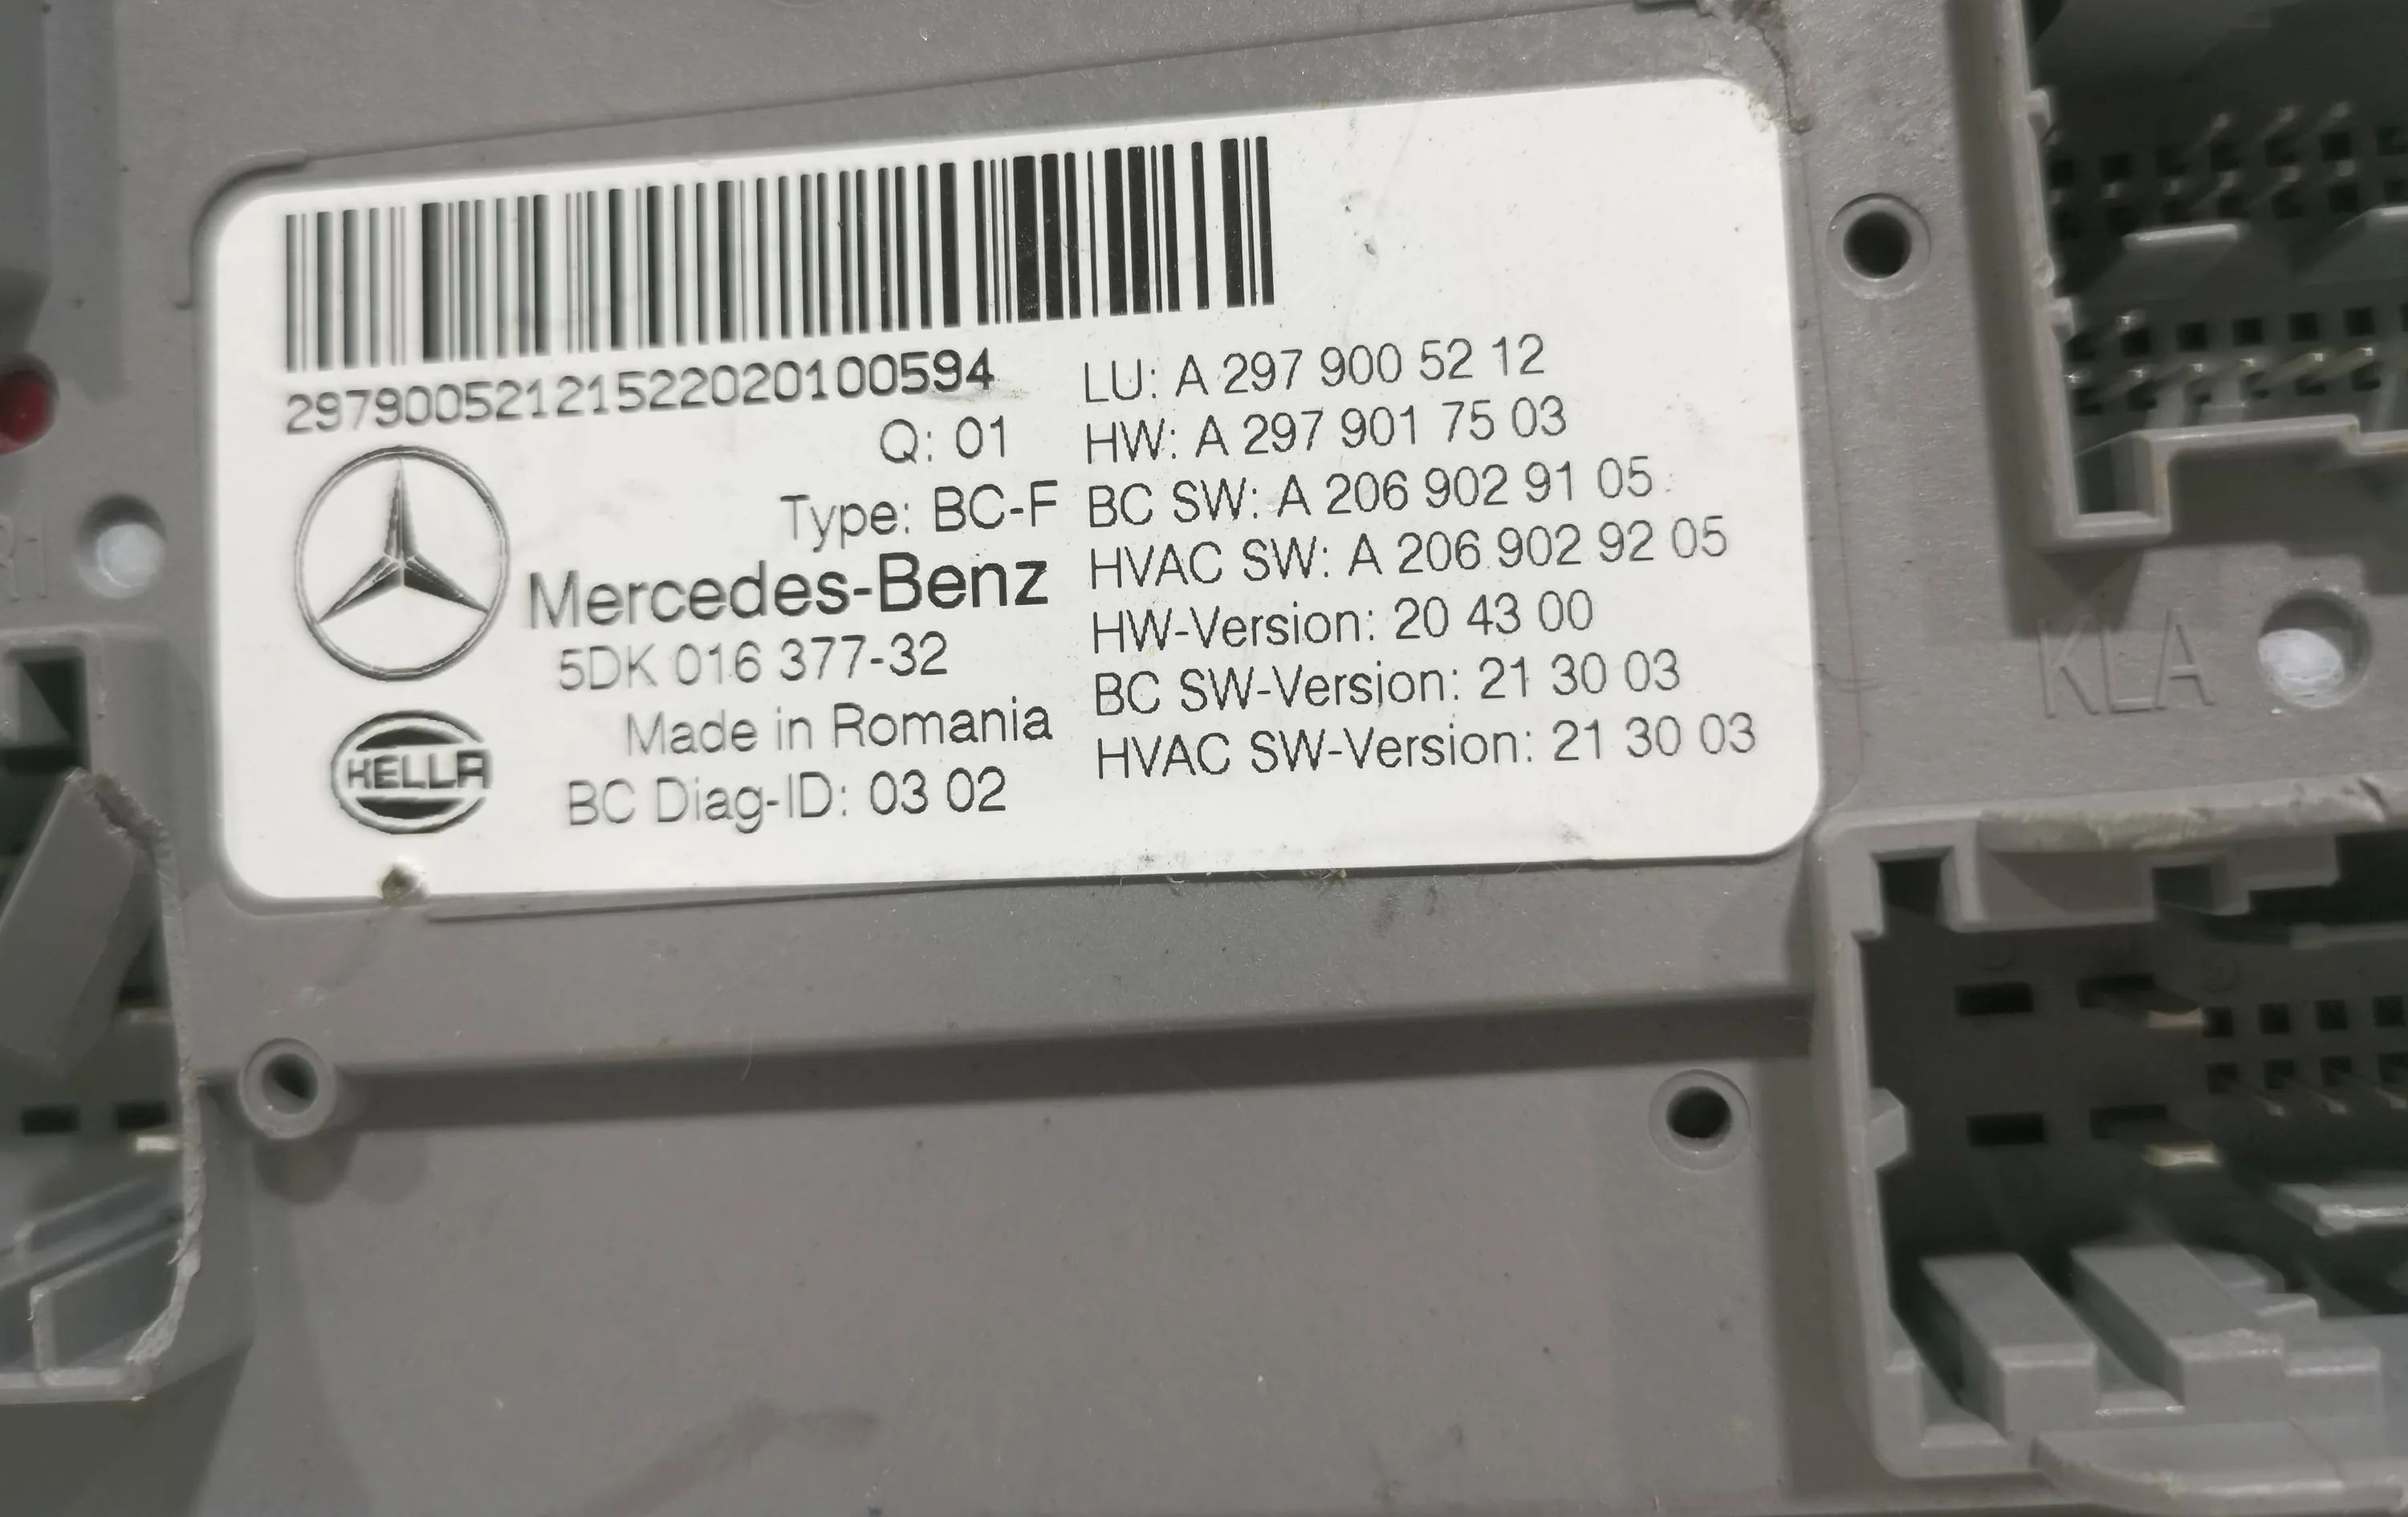 297900521215222020100594
Q: 01
Type: BC-F
Mercedes-Benz
5DK 016 377-32
Made in Romania
HELLA
BC Diag-ID: 03 02
LU: A 297 900 52 12
HW: A 297 901 75 03
BC SW: A 206 902 91 05
HVAC SW: A 206 902 92 05
HW-Version: 20 43 00
BC SW-Version: 21 30 03
HVAC SW-Version: 21 30 03
KLA